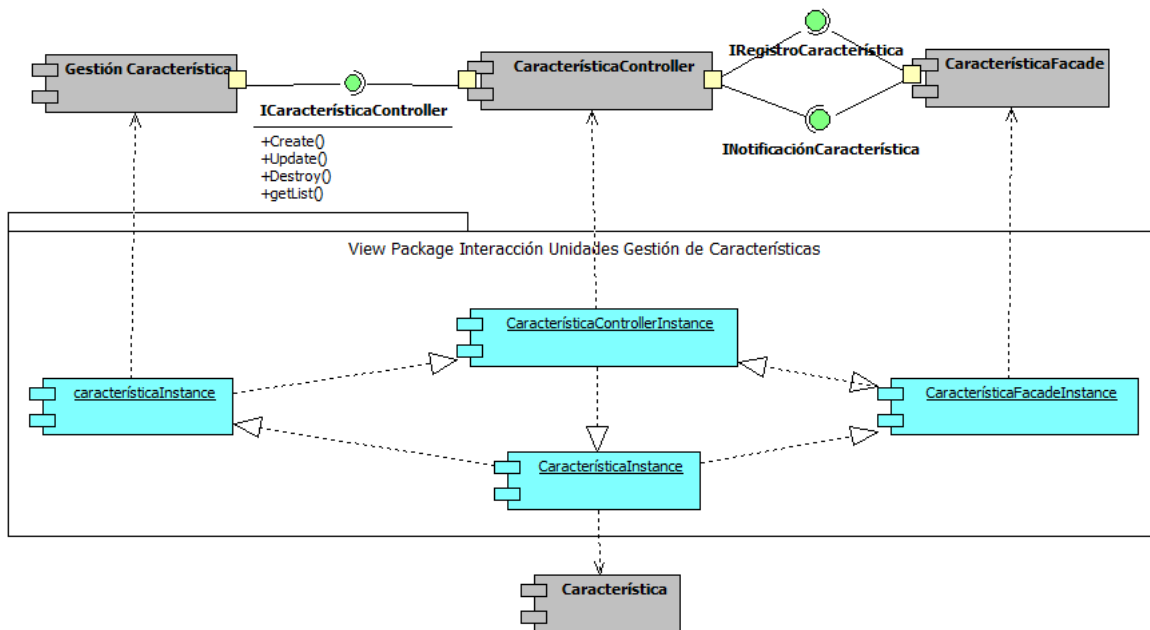 IRegistroCaracterística
Gestión Característica
CaracterísticaController
CaracterísticaFacade
ICaracterísticaController
+Create()
+Update()
+Destroy()
+getList()
INotificaciónCaracterística
View Package Interacción Unidades Gestión de Características
CaracterísticaControllerInstance
característicaInstance
CaracterísticaFacadeInstance
CaracterísticaInstance
Característica